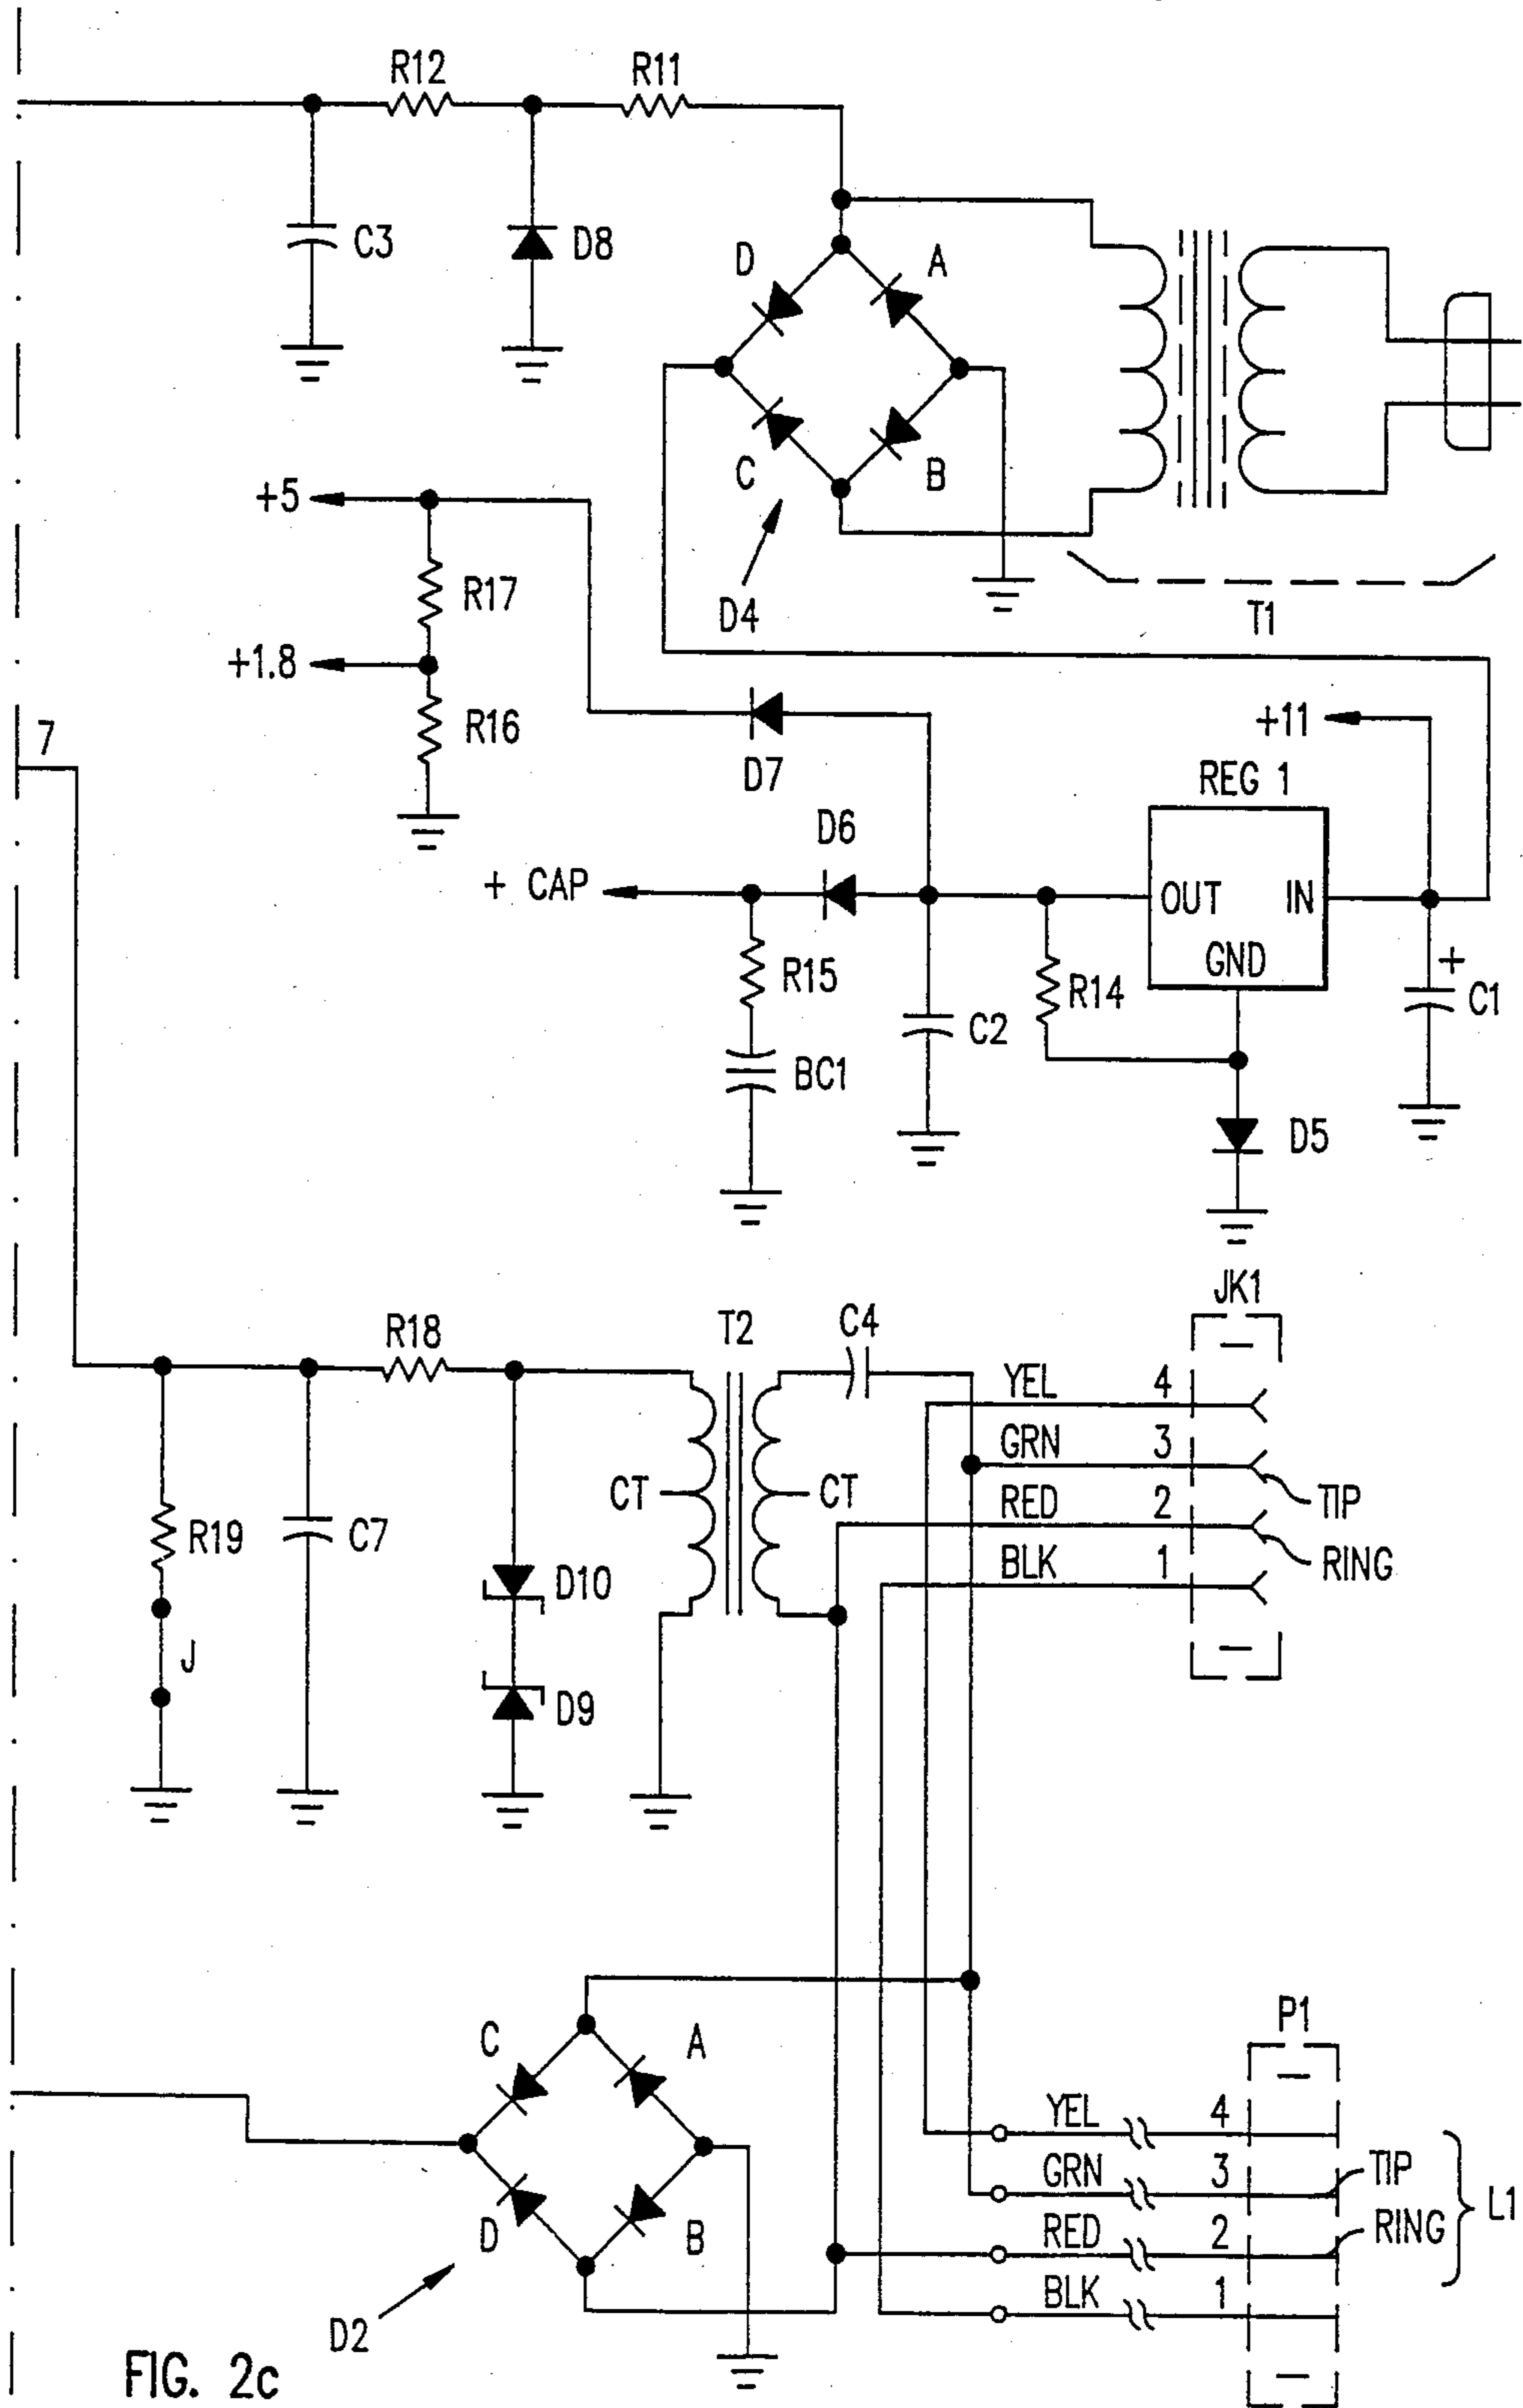 R12
R11
C3
D8
D
A
C
B
D4
T1
+5
R17
+1.8
R16
7
D7
+11
REG 1
D6
+ CAP
OUT
IN
GND
R15
R14
C1
+
C2
BC1
D5
JK1
R18
T2
C4
YEL 4
GRN 3
CT
CT
RED 2
TIP
R19
C7
BLK 1
RING
D10
J
D9
P1
C
A
YEL 4
GRN 3
TIP
D
B
RED 2
RING
L1
BLK 1
D2
FIG. 2c